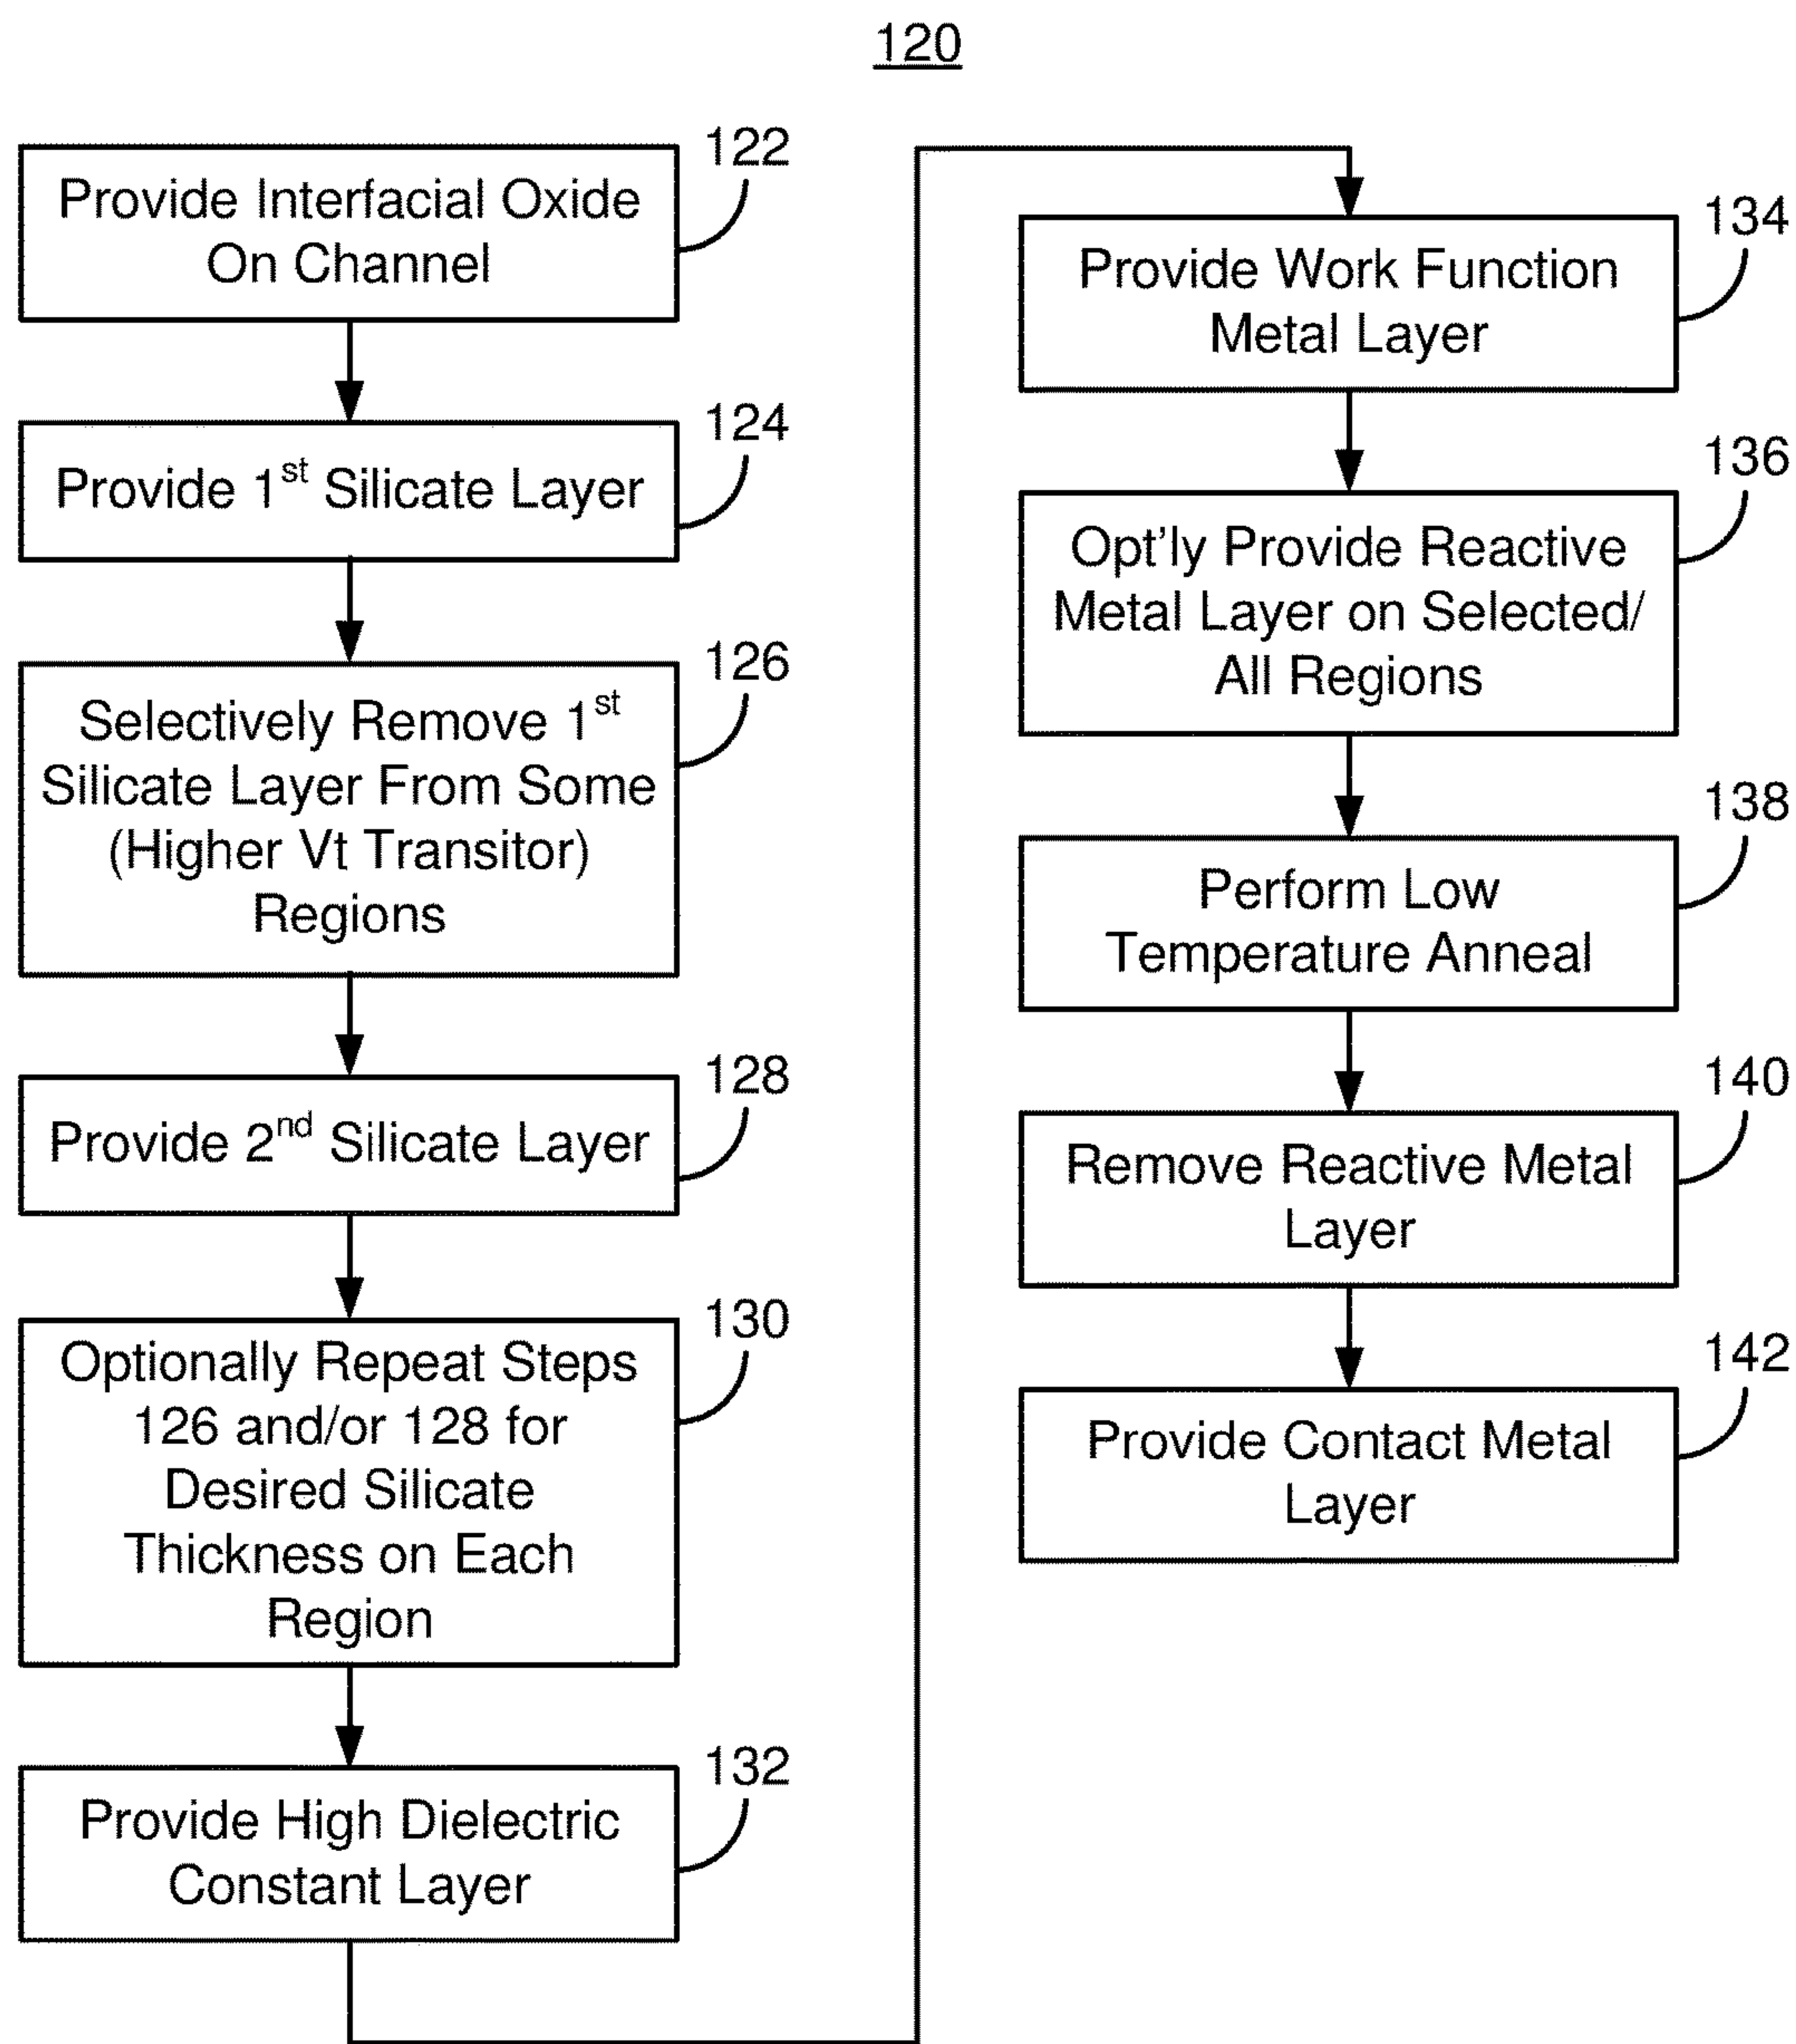 120
122
Provide Interfacial Oxide
On Channel
124
Provide 1st Silicate Layer
126
Selectively Remove 1st
Silicate Layer From Some
(Higher Vt Transitor)
Regions
128
Provide 2nd Silicate Layer
130
Optionally Repeat Steps
126 and/or 128 for
Desired Silicate
Thickness on Each
Region
132
Provide High Dielectric
Constant Layer
134
Provide Work Function
Metal Layer
136
Opt'ly Provide Reactive
Metal Layer on Selected/
All Regions
138
Perform Low
Temperature Anneal
140
Remove Reactive Metal
Layer
142
Provide Contact Metal
Layer